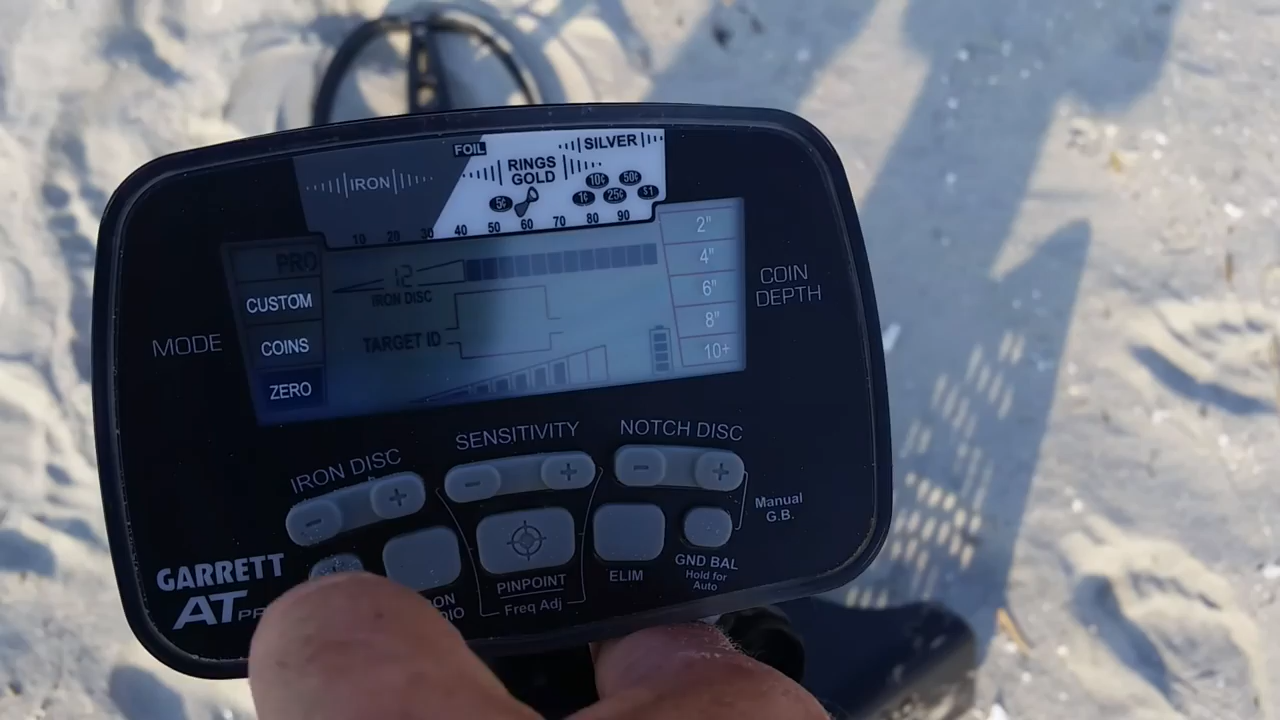 FOIL
SILVER
IRON
RINGS
GOLD
10¢ 50¢
5¢ 1¢ 25¢ $1
10 20 30 40 50 60 70 80 90
2"
PRO
12
4"
CUSTOM
IRON DISC
6"
COIN
DEPTH
MODE
COINS
TARGET ID
8"
ZERO
10+
IRON DISC
SENSITIVITY
NOTCH DISC
- +
- +
- +
Manual
G.B.
GARRETT
AT
PINPOINT
Freq Adj
ELIM
GND BAL
Hold for
Auto